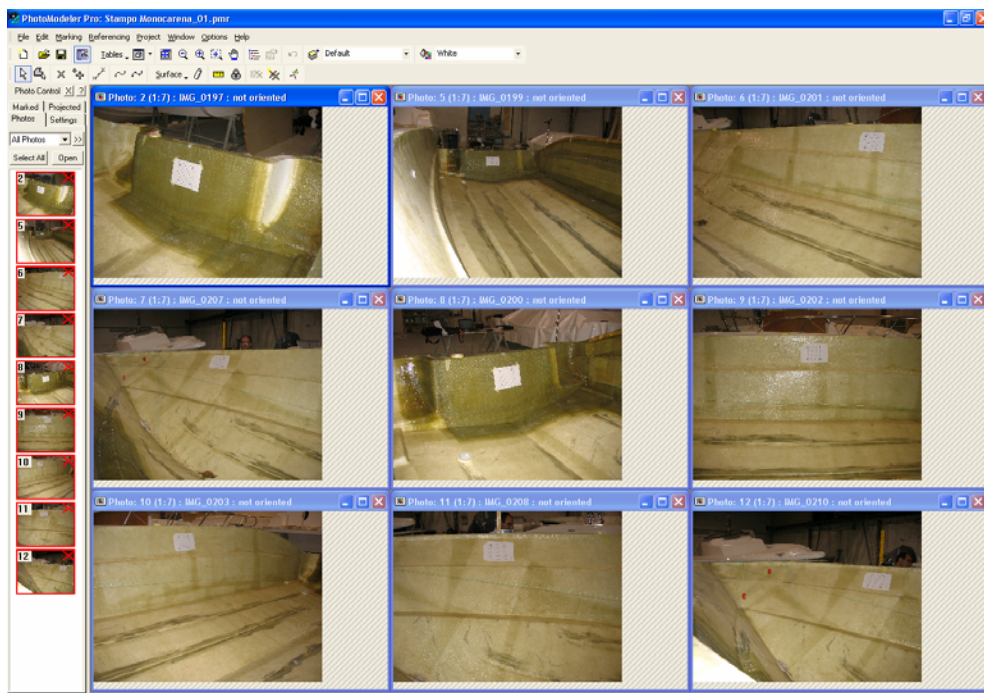 PhotoModeler Pro: Stampo Monocarena_01.pmr
File Edit Marking Referencing Project Window Options Help
Tables Default White
Surface
Photo Control X ?
Marked Projected
Photos Settings
All Photos >>
Select All Open
2
5
6
7
8
9
10
11
12
Photo: 2 (1:7) : IMG_0197 : not oriented
Photo: 5 (1:7) : IMG_0199 : not oriented
Photo: 6 (1:7) : IMG_0201 : not oriented
Photo: 7 (1:7) : IMG_0207 : not oriented
Photo: 8 (1:7) : IMG_0200 : not oriented
Photo: 9 (1:7) : IMG_0202 : not oriented
Photo: 10 (1:7) : IMG_0203 : not oriented
Photo: 11 (1:7) : IMG_0208 : not oriented
Photo: 12 (1:7) : IMG_0210 : not oriented